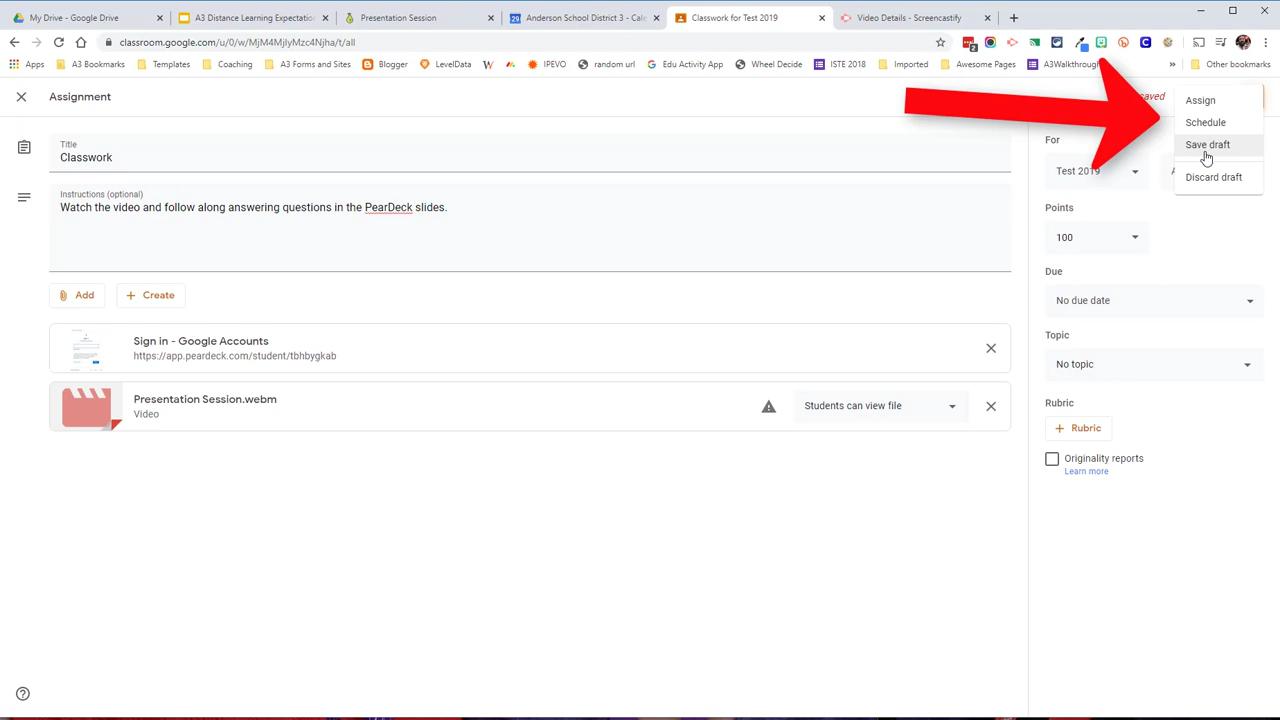 My Drive - Google Drive
A3 Distance Learning Expectation
Presentation Session
Anderson School District 3 - Cale
Classwork for Test 2019
Video Details - Screencastify
classroom.google.com/u/0/w/MjM4MjIyMzc4Njha/t/all
Apps
A3 Bookmarks
Templates
Coaching
A3 Forms and Sites
Blogger
LevelData
IPEVO
random url
Edu Activity App
Wheel Decide
ISTE 2018
Imported
Awesome Pages
A3Walkthroug
»
Other bookmarks
Assignment
saved
Assign
Schedule
Save draft
Discard draft
Title
Classwork
Instructions (optional)
Watch the video and follow along answering questions in the PearDeck slides.
Add
Create
Sign in - Google Accounts
https://app.peardeck.com/student/tbhbygkab
Presentation Session.webm
Video
Students can view file
For
Test 2019
Points
100
Due
No due date
Topic
No topic
Rubric
Rubric
Originality reports
Learn more